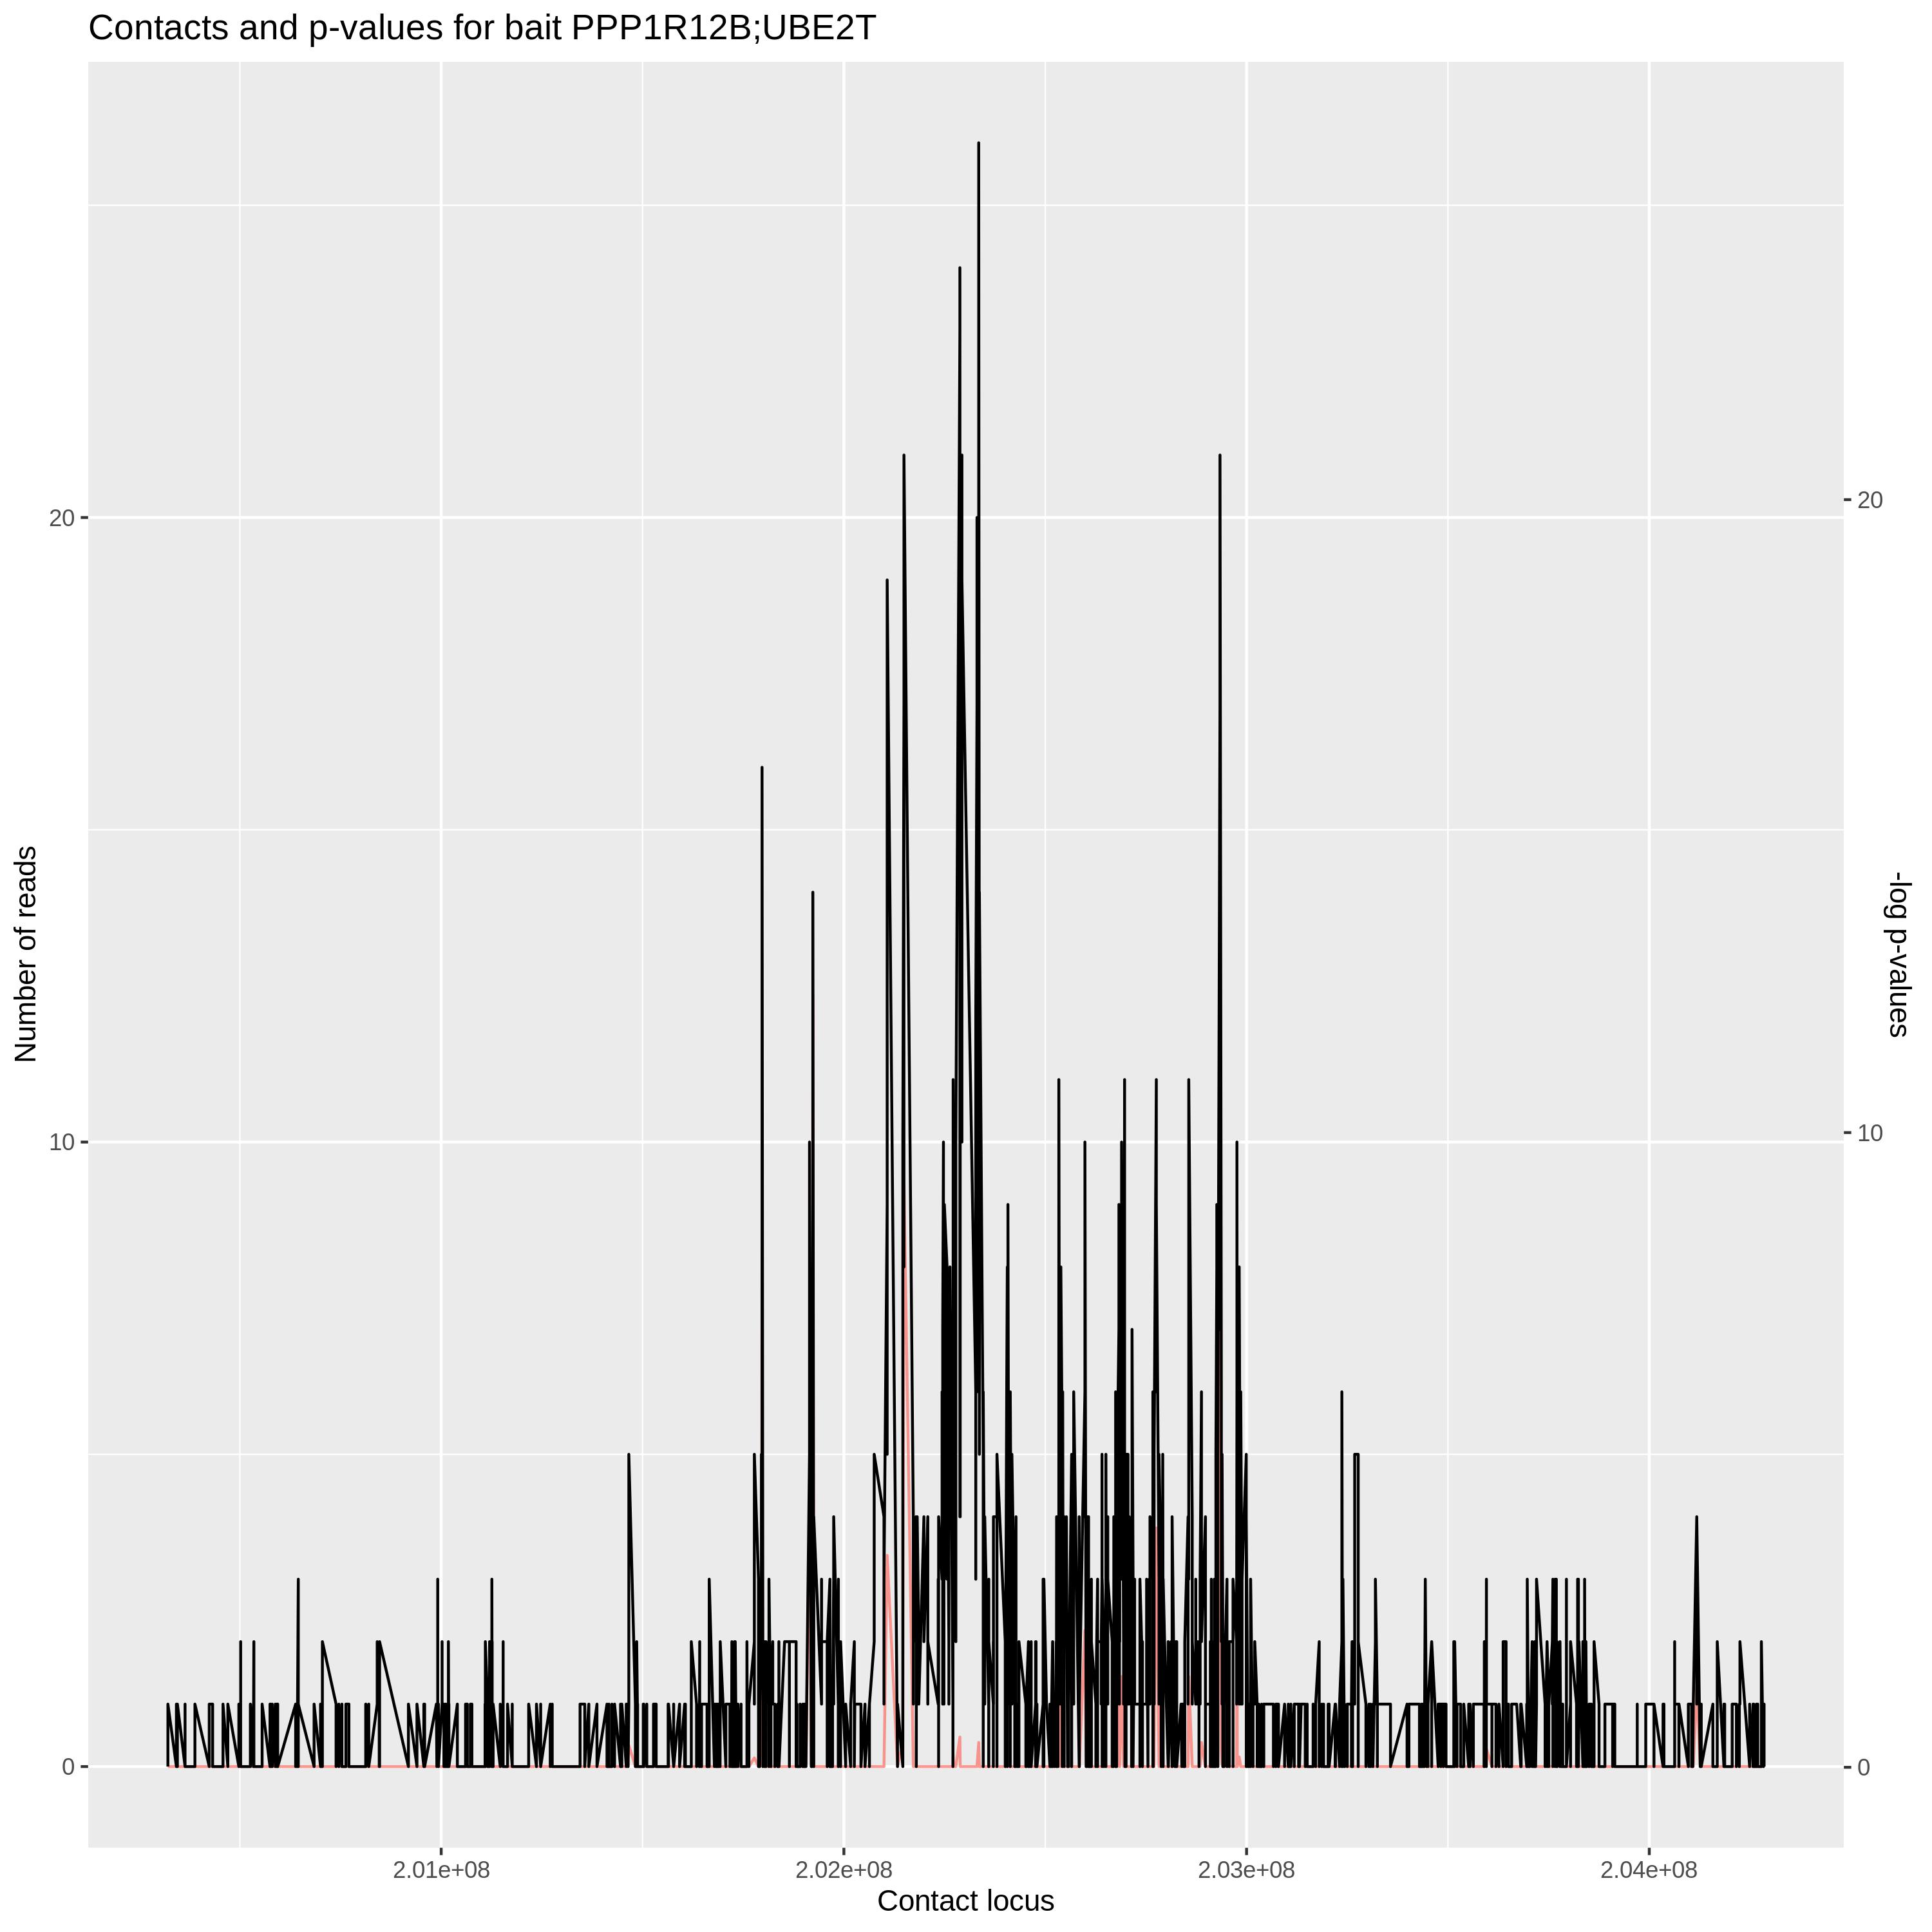 Contacts and p-values for bait PPP1R12B;UBE2T
Number of reads
20
10
0
20
10
0
-log p-values
2.01e+08
2.02e+08
2.03e+08
2.04e+08
Contact locus